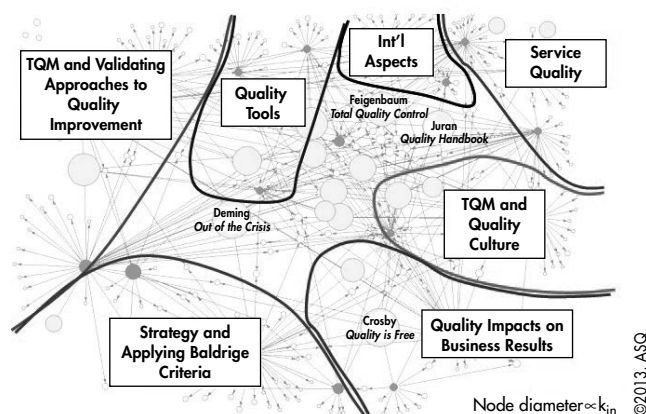 TQM and Validating
Approaches to
Quality
Improvement
Quality
Tools
Int'l
Aspects
Service
Quality
Feigenbaum
Total Quality Control
Juran
Quality Handbook
Deming
Out of the Crisis
TQM and
Quality
Culture
Strategy and
Applying Baldrige
Criteria
Crosby
Quality is Free
Quality Impacts on
Business Results
Node diameter∝kin
©2013, ASQ